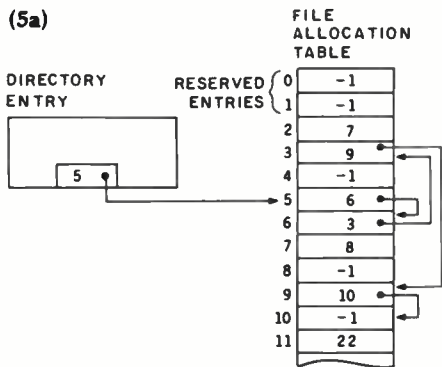 (5a)
FILE
ALLOCATION
TABLE
DIRECTORY
ENTRY
5
RESERVED
ENTRIES
0 -1
1 -1
2 7
3 9
4 -1
5 6
6 3
7 8
8 -1
9 10
10 -1
11 22